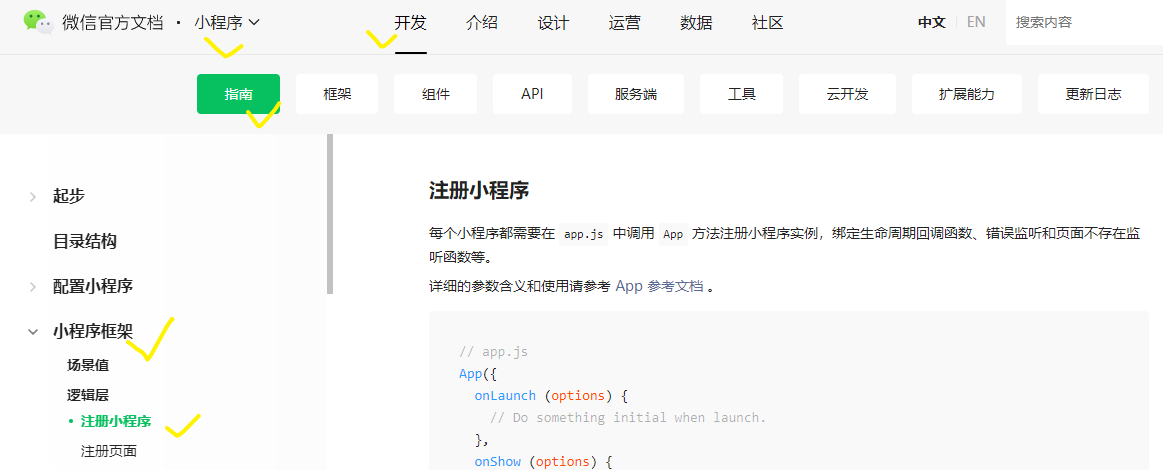 微信官方文档 · 小程序 开发 介绍 设计 运营 数据 社区 中文 EN 搜索内容
指南 框架 组件 API 服务端 工具 云开发 扩展能力 更新日志
起步
目录结构
配置小程序
小程序框架
场景值
逻辑层
• 注册小程序
注册页面
注册小程序
每个小程序都需要在 app.js 中调用 App 方法注册小程序实例，绑定生命周期回调函数、错误监听和页面不存在监
听函数等。
详细的参数含义和使用请参考 App 参考文档 。
// app.js
App({
onLaunch (options) {
// Do something initial when launch.
},
onShow (options) {